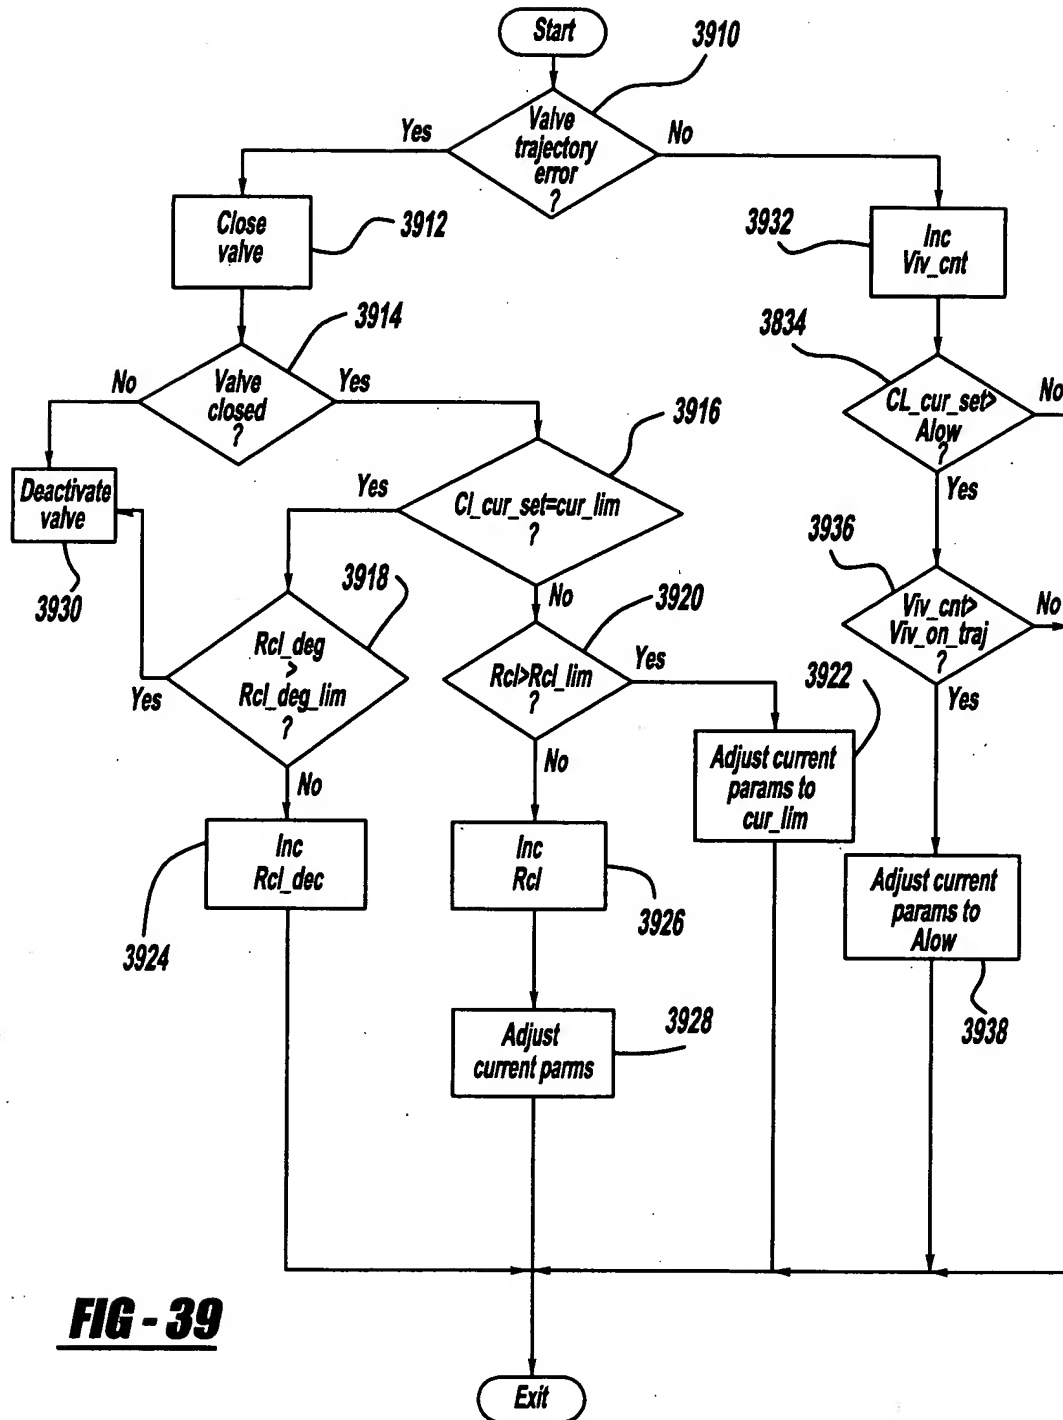 Start
3910
Valve
trajectory
error
?
Yes
No
Close
valve
3912
3932
Inc
Viv_cnt
3914
Valve
closed
?
No
Yes
3834
CL_cur_set>
Alow
?
No
Yes
3916
Cl_cur_set=cur_lim
?
Yes
No
Deactivate
valve
3930
3918
Rcl_deg
>
Rcl_deg_lim
?
Yes
No
3920
Rcl>Rcl_lim
?
Yes
No
3936
Viv_cnt>
Viv_on_traj
?
No
Yes
3922
Adjust current
params to
cur_lim
Inc
Rcl_dec
3924
Inc
Rcl
3926
Adjust current
params to
Alow
3938
Adjust
current parms
3928
FIG - 39
Exit